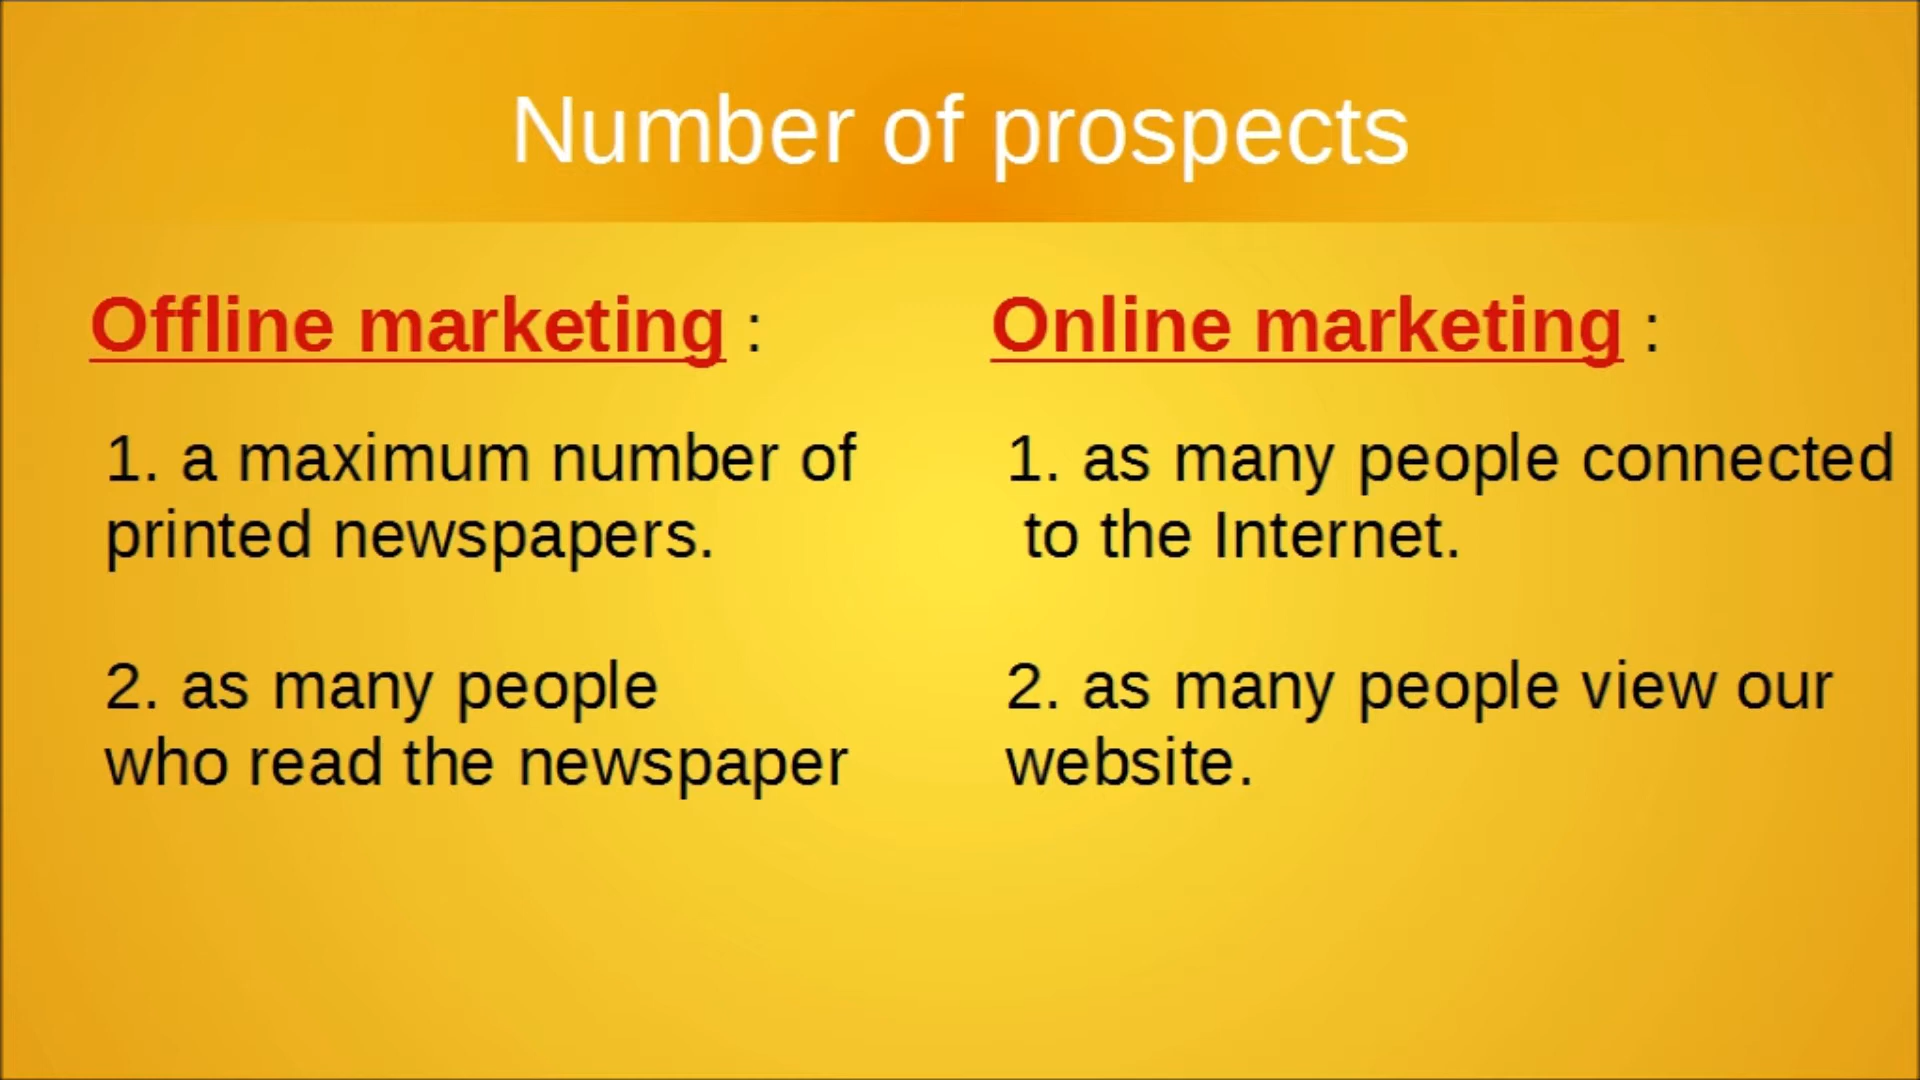 Number of prospects
Offline marketing :
1. a maximum number of
printed newspapers.
2. as many people
who read the newspaper
Online marketing :
1. as many people connected
to the Internet.
2. as many people view our
website.